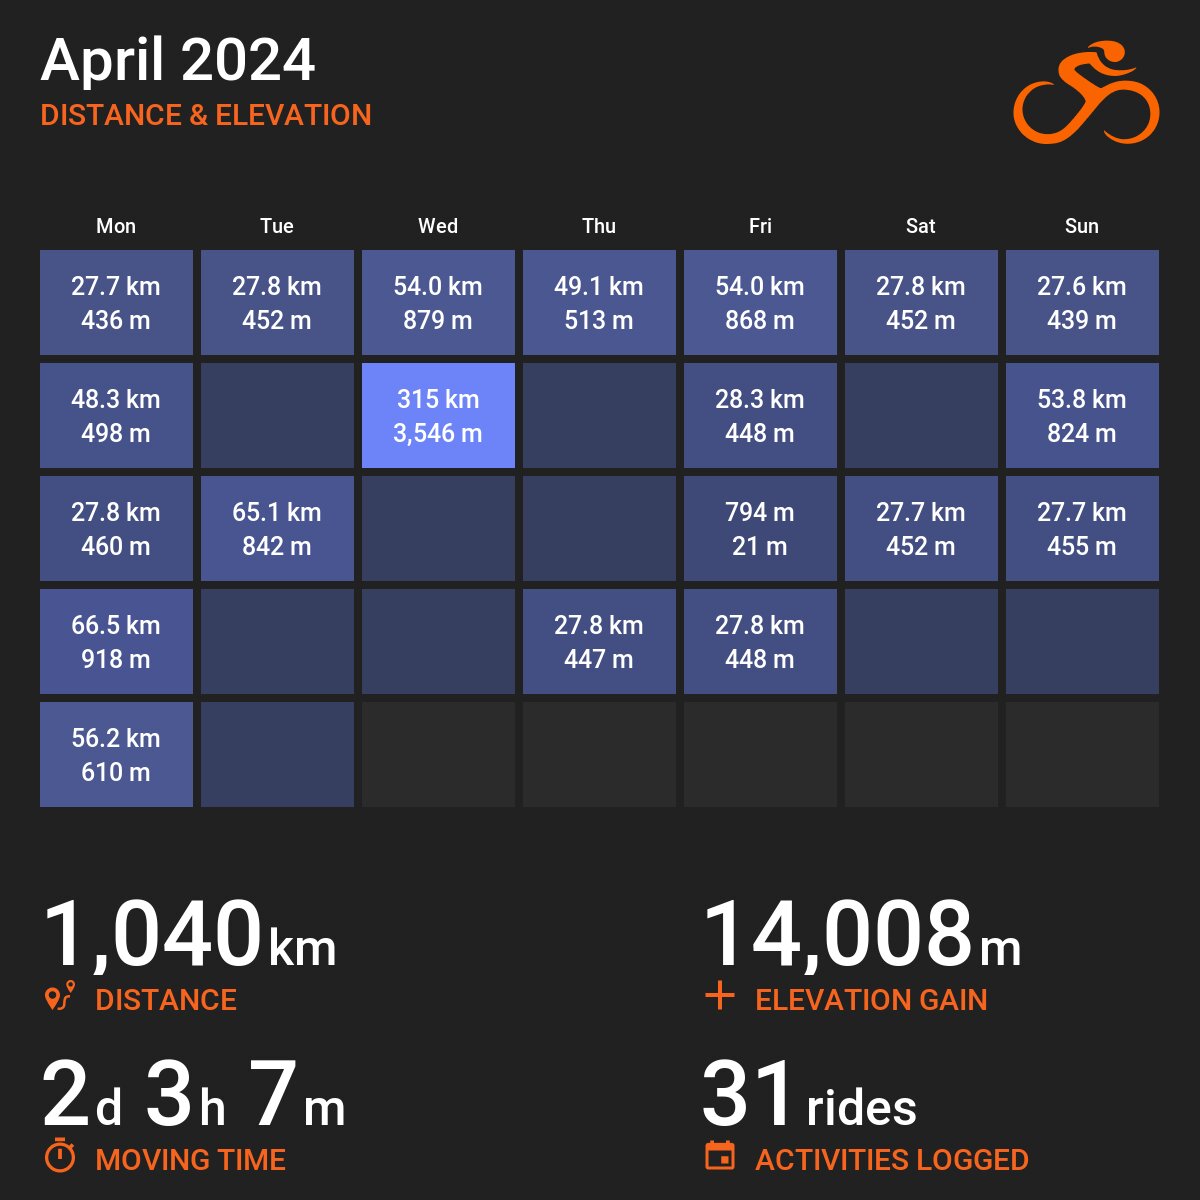 April 2024
DISTANCE & ELEVATION
Mon Tue Wed Thu Fri Sat Sun
27.7 km 27.8 km 54.0 km 49.1 km 54.0 km 27.8 km 27.6 km
436 m 452 m 879 m 513 m 868 m 452 m 439 m
48.3 km 315 km 28.3 km 53.8 km
498 m 3,546 m 448 m 824 m
27.8 km 65.1 km 794 m 27.7 km 27.7 km
460 m 842 m 21 m 452 m 455 m
66.5 km 27.8 km 27.8 km
918 m 447 m 448 m
56.2 km
610 m
1,040 km 14,008 m
DISTANCE ELEVATION GAIN
2d 3h 7m 31 rides
MOVING TIME ACTIVITIES LOGGED